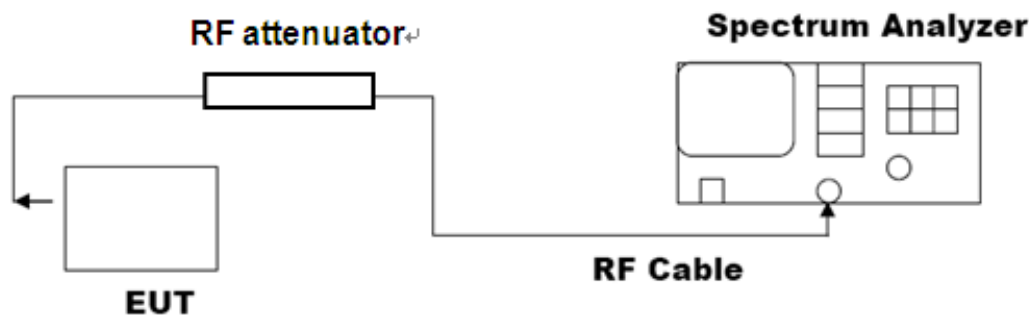 RF attenuator↵
Spectrum Analyzer
RF Cable
EUT